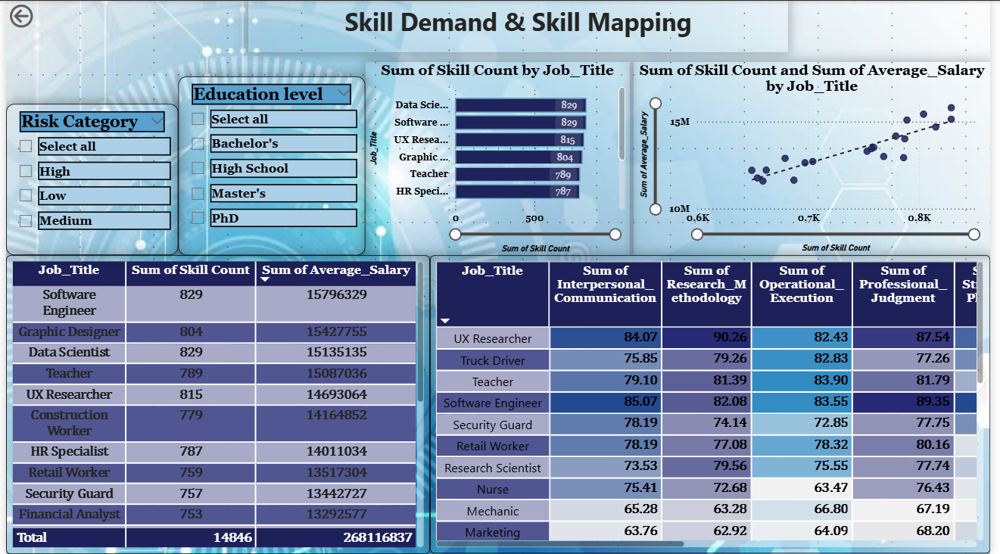 Skill Demand & Skill Mapping
Risk Category
Select all
High
Low
Medium
Education level
Select all
Bachelor's
High School
Master's
PhD
Sum of Skill Count by Job_Title
Job_Title
Data Scie... 829
Software ... 829
UX Resea... 815
Graphic ... 804
Teacher 789
HR Speci... 787
0 500
Sum of Skill Count
Sum of Skill Count and Sum of Average_Salary
by Job_Title
Sum of Average_Salary
15M
10M
0.6K 0.7K 0.8K
Sum of Skill Count
Job_Title Sum of Skill Count Sum of Average_Salary
Software
Engineer 829 15796329
Graphic Designer 804 15427755
Data Scientist 829 15135135
Teacher 789 15087036
UX Researcher 815 14693064
Construction
Worker 779 14164852
HR Specialist 787 14011034
Retail Worker 759 13517304
Security Guard 757 13442727
Financial Analyst 753 13292577
Total 14846 268116837
Job_Title Sum of Sum of Sum of Sum of
Interpersonal_ Research_M Operational_ Professional_
Communication ethodology Execution Judgment
UX Researcher 84.07 90.26 82.43 87.54
Truck Driver 75.85 79.26 82.83 77.26
Teacher 79.10 81.39 83.90 81.79
Software Engineer 85.07 82.08 83.55 89.35
Security Guard 78.19 74.14 72.85 77.75
Retail Worker 78.19 77.08 78.32 80.16
Research Scientist 73.53 79.56 75.55 77.74
Nurse 75.41 72.68 63.47 76.43
Mechanic 65.28 63.28 66.80 67.19
Marketing 63.76 62.92 64.09 68.20